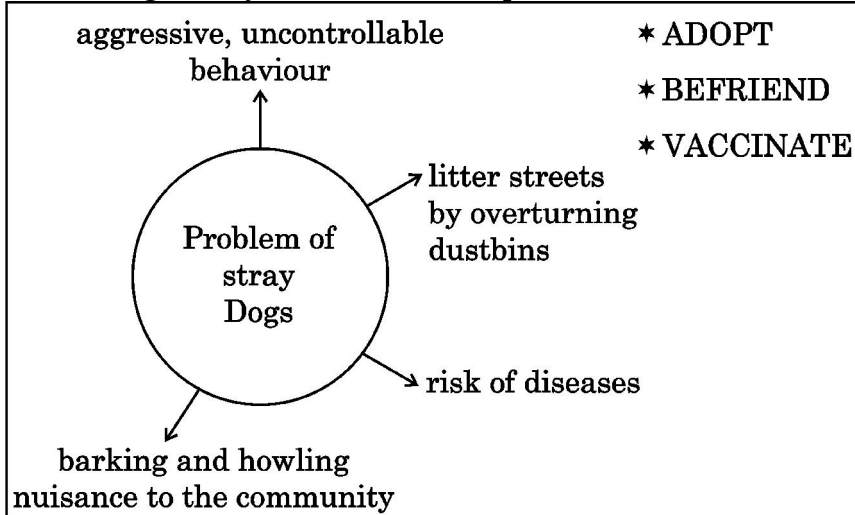 aggressive, uncontrollable
behaviour
✶ ADOPT
✶ BEFRIEND
✶ VACCINATE
litter streets
by overturning
dustbins
Problem of
stray
Dogs
risk of diseases
barking and howling
nuisance to the community